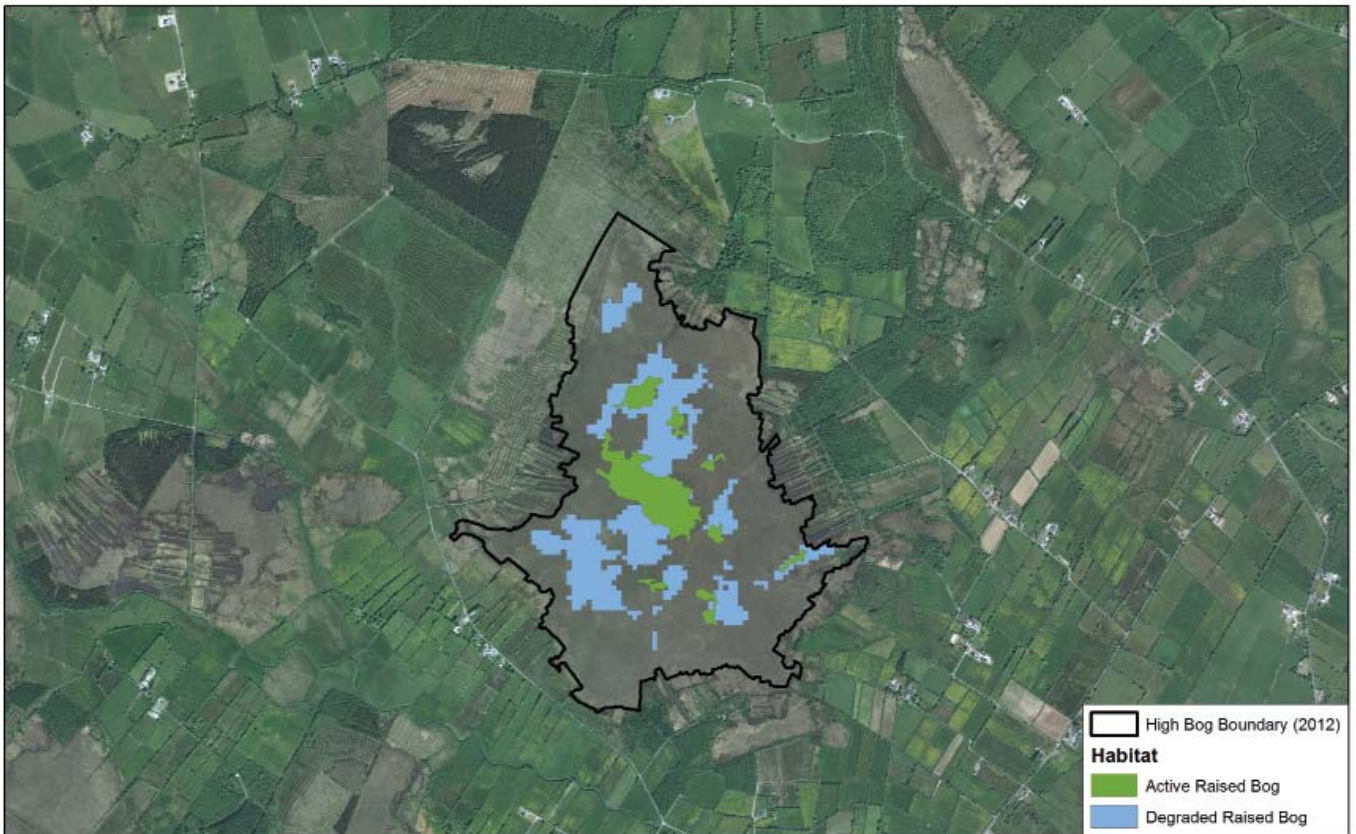 High Bog Boundary (2012)
Habitat
Active Raised Bog
Degraded Raised Bog